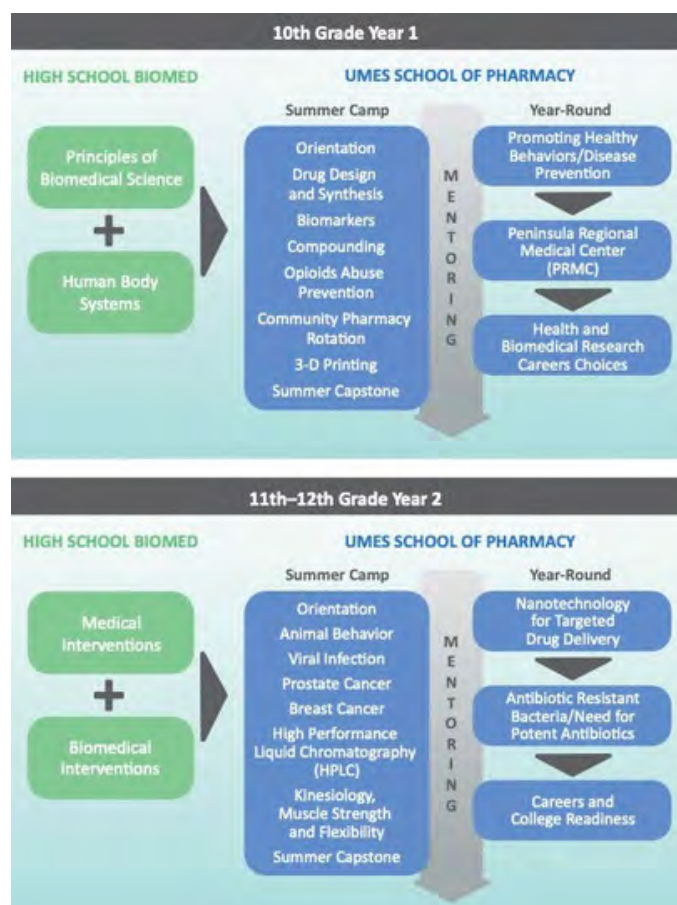 10th Grade Year 1
HIGH SCHOOL BIOMED
UMES SCHOOL OF PHARMACY
Principles of
Biomedical Science
+
Human Body
Systems
Summer Camp
Orientation
Drug Design
and Synthesis
Biomarkers
Compounding
Opioids Abuse
Prevention
Community Pharmacy
Rotation
3-D Printing
Summer Capstone
MENTORING
Year-Round
Promoting Healthy
Behaviors/Disease
Prevention
Peninsula Regional
Medical Center
(PRMC)
Health and
Biomedical Research
Careers Choices
11th–12th Grade Year 2
HIGH SCHOOL BIOMED
UMES SCHOOL OF PHARMACY
Medical
Interventions
+
Biomedical
Interventions
Summer Camp
Orientation
Animal Behavior
Viral Infection
Prostate Cancer
Breast Cancer
High Performance
Liquid Chromatography
(HPLC)
Kinesiology,
Muscle Strength
and Flexibility
Summer Capstone
MENTORING
Year-Round
Nanotechnology
for Targeted
Drug Delivery
Antibiotic Resistant
Bacteria/Need for
Potent Antibiotics
Careers and
College Readiness